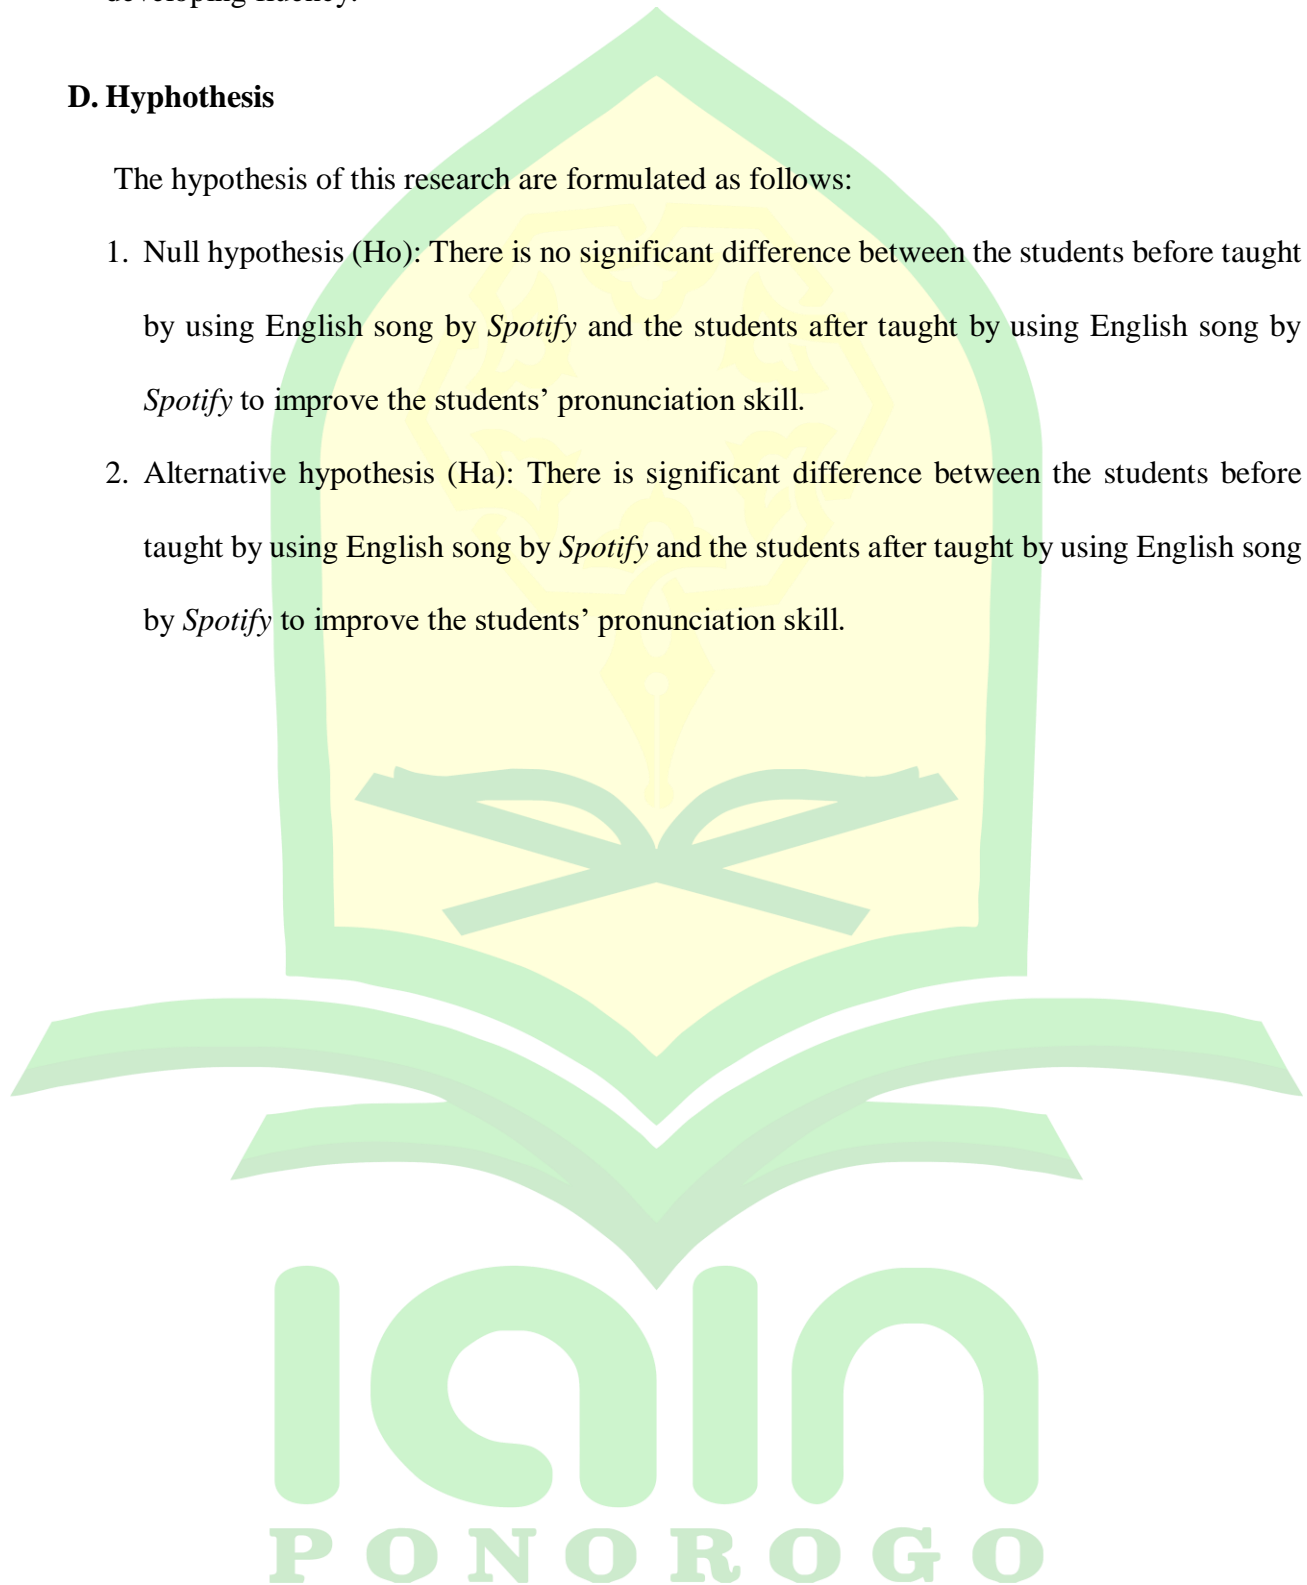 developing fluency.
D. Hyphothesis
The hypothesis of this research are formulated as follows:
1. Null hypothesis (Ho): There is no significant difference between the students before taught
by using English song by Spotify and the students after taught by using English song by
Spotify to improve the students’ pronunciation skill.
2. Alternative hypothesis (Ha): There is significant difference between the students before
taught by using English song by Spotify and the students after taught by using English song
by Spotify to improve the students’ pronunciation skill.
iain
PONOROGO